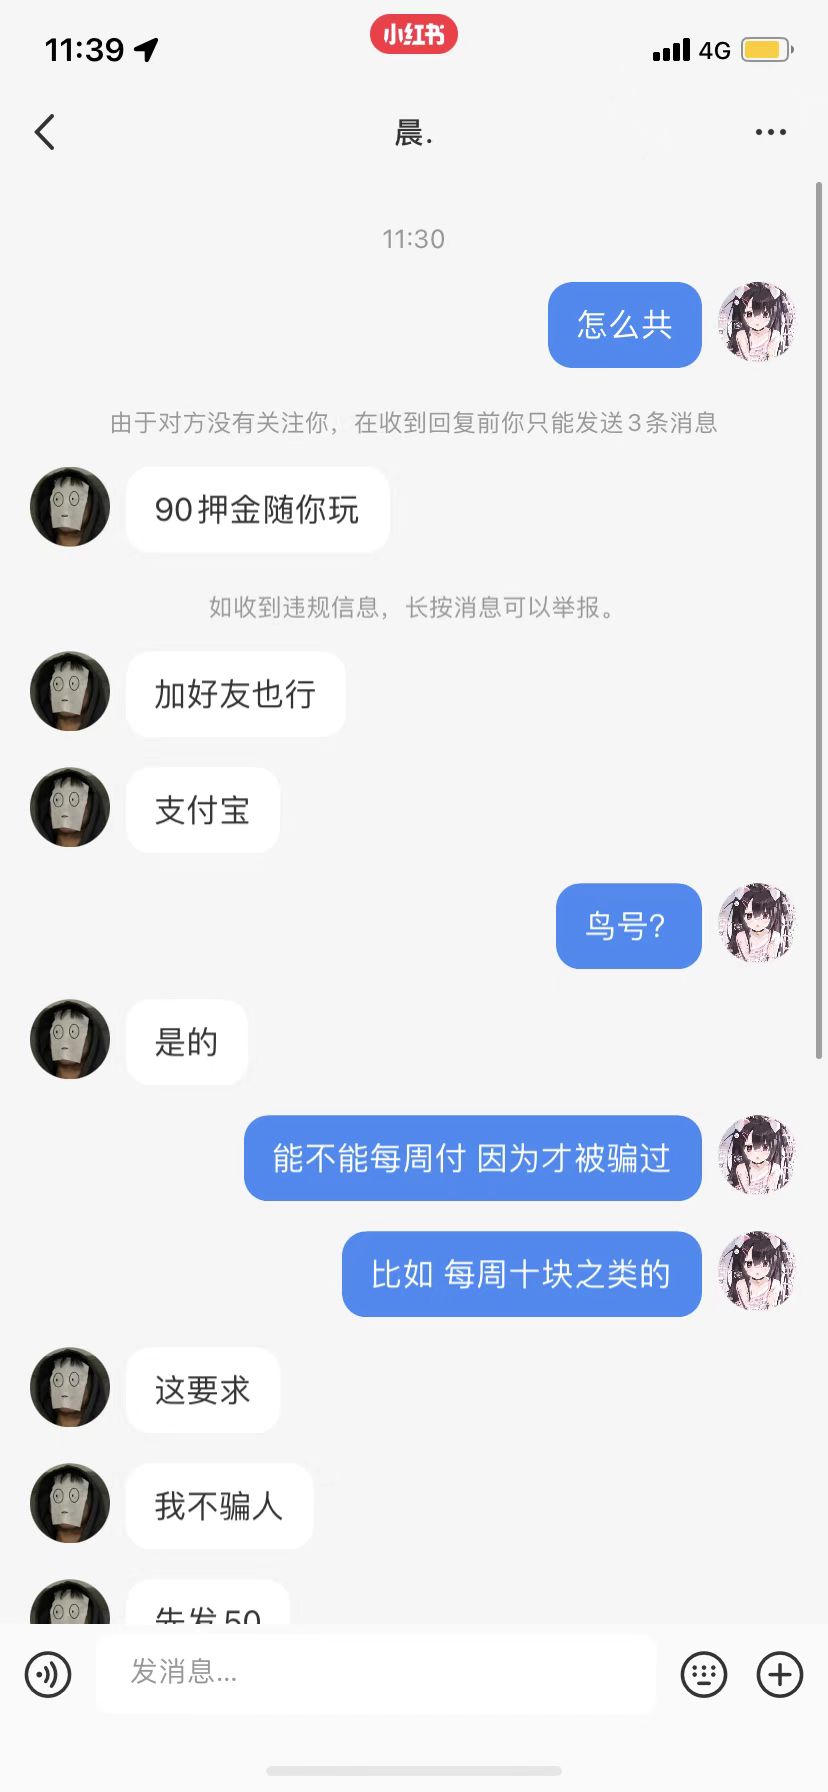 11:39
小红书
4G
晨.
11:30
怎么共
由于对方没有关注你，在收到回复前你只能发送3条消息
90押金随你玩
如收到违规信息，长按消息可以举报。
加好友也行
支付宝
鸟号?
是的
能不能每周付 因为才被骗过
比如 每周十块之类的
这要求
我不骗人
先发50
发消息...